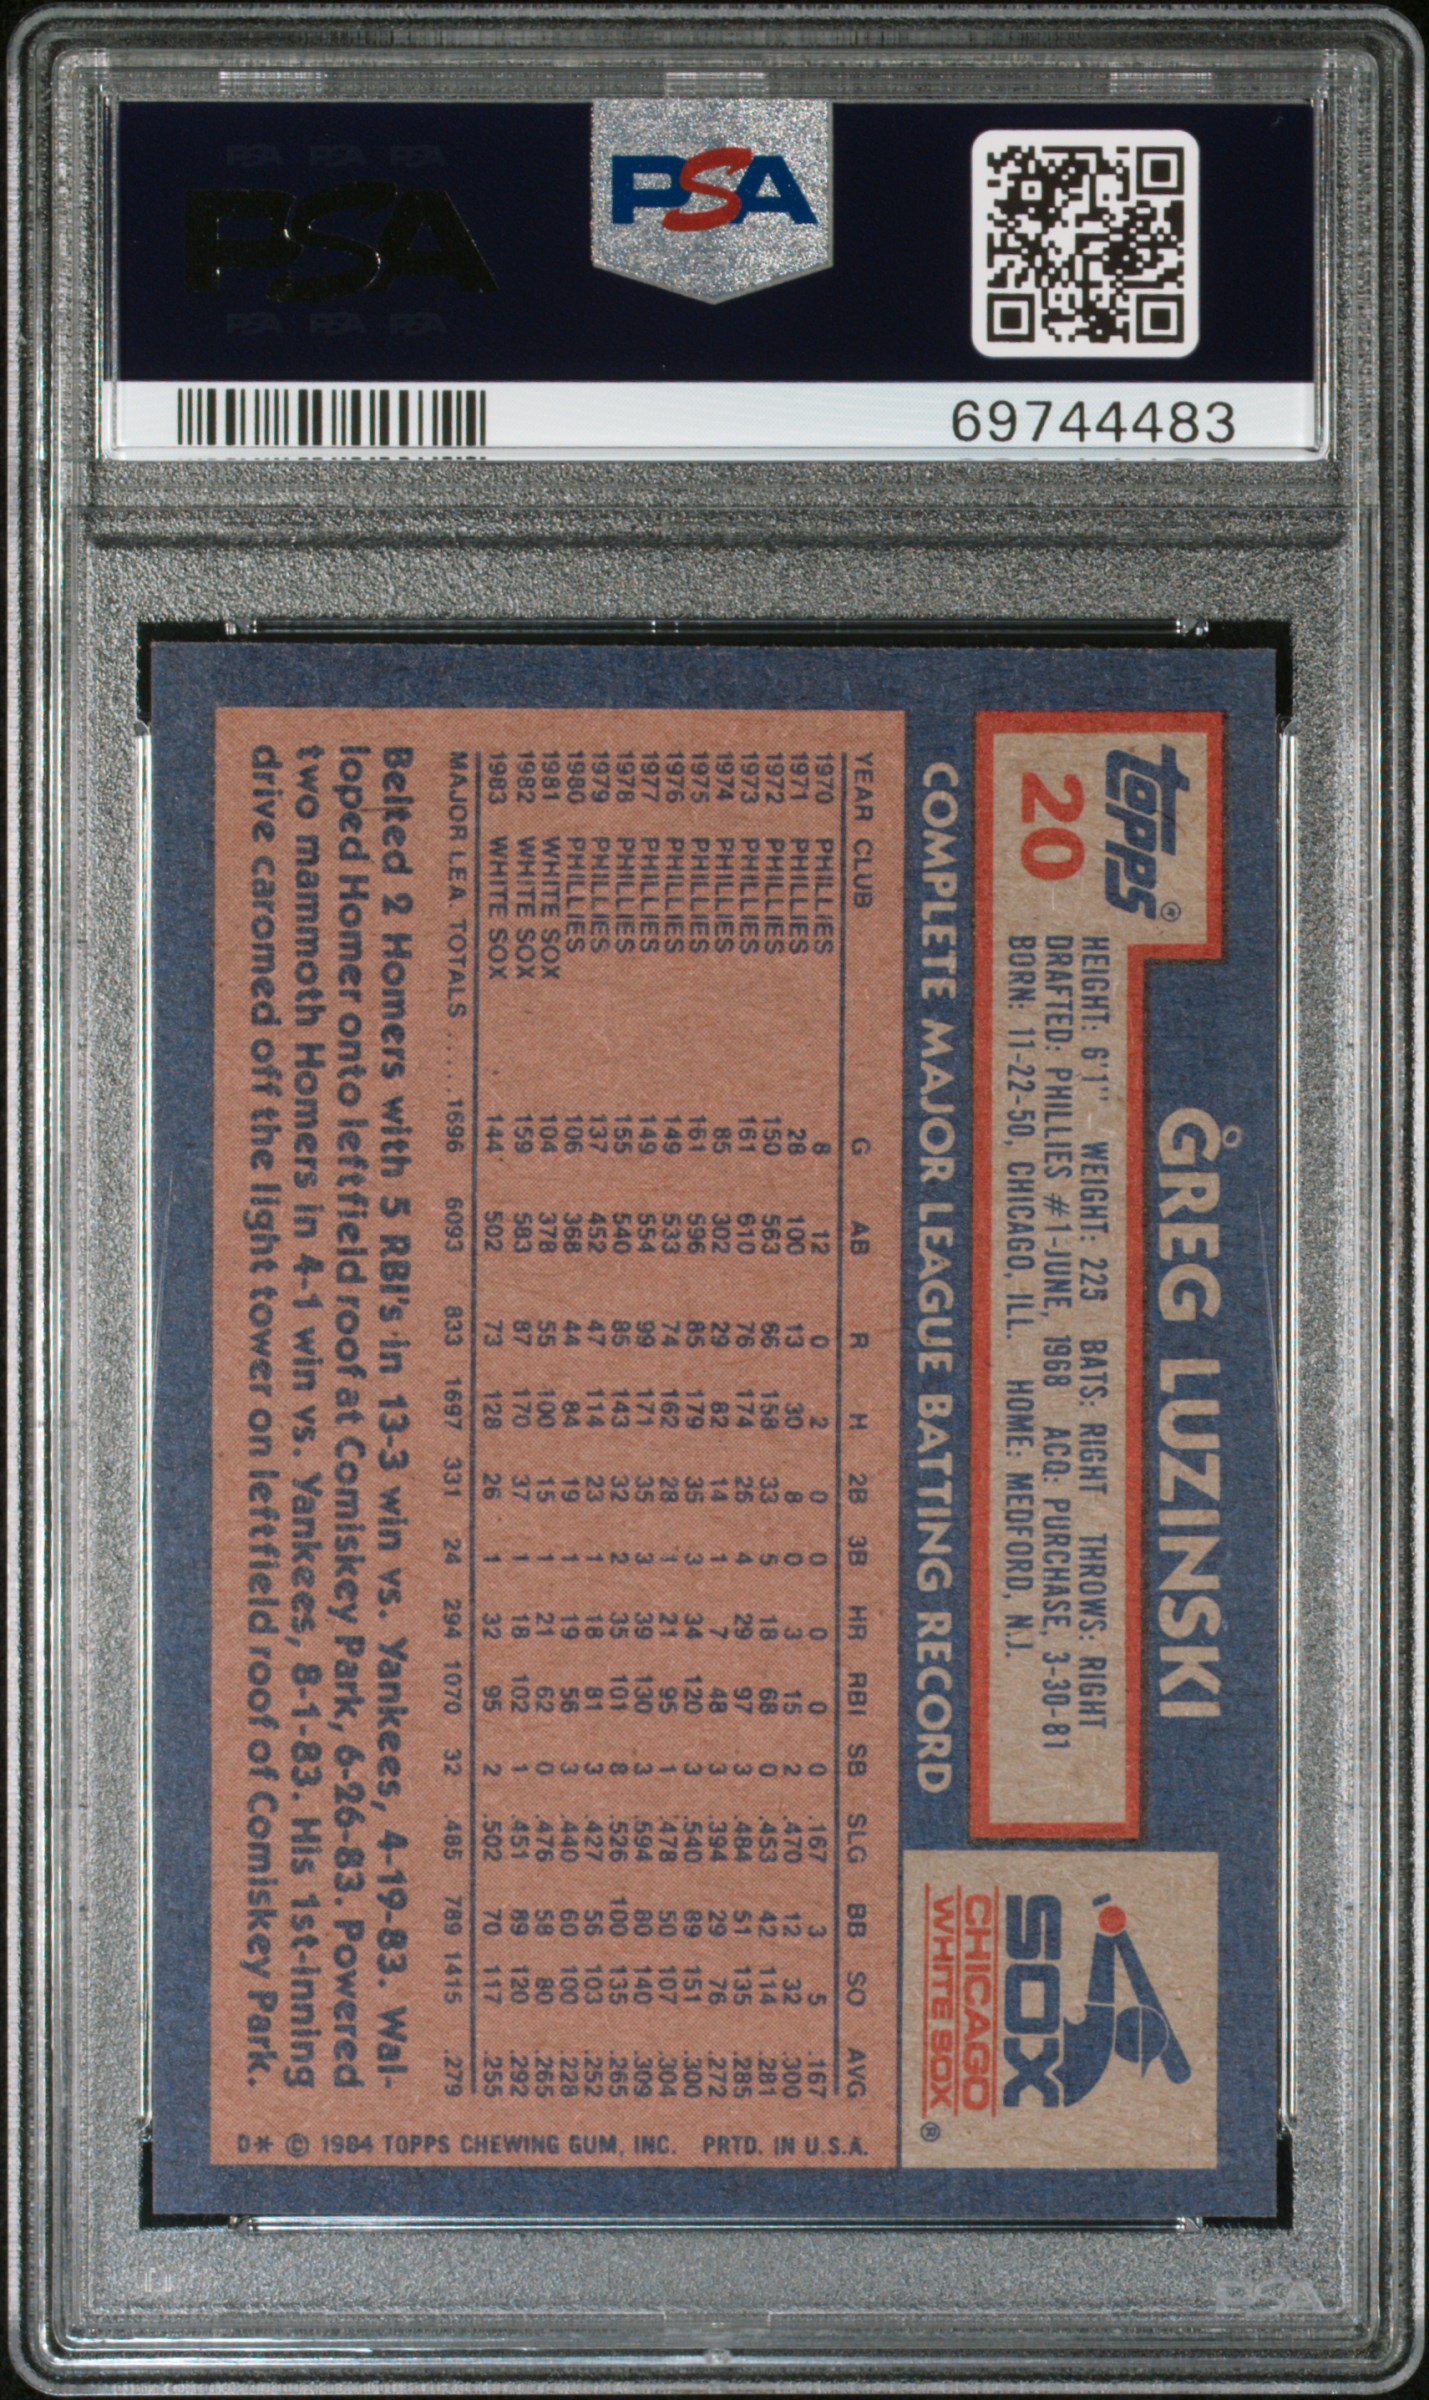 PSA PSA PSA
PSA
PSA PSA PSA
PSA
69744483
topps®
20
GREG LUZINSKI
HEIGHT: 6'1" WEIGHT: 225 BATS: RIGHT THROWS: RIGHT
DRAFTED: PHILLIES #1-JUNE, 1968 ACQ: PURCHASE, 3-30-81
BORN: 11-22-50, CHICAGO, ILL. HOME: MEDFORD, N.J.
SOX
CHICAGO
WHITE SOX®
COMPLETE MAJOR LEAGUE BATTING RECORD
YEAR CLUB G AB R H 2B 3B HR RBI SB SLG BB SO AVG
1970 PHILLIES 8 12 0 2 0 0 0 0 0 .167 3 5 .167
1971 PHILLIES 28 100 13 30 8 0 3 15 2 .470 12 32 .300
1972 PHILLIES 150 563 66 158 33 5 18 68 0 .453 42 114 .281
1973 PHILLIES 161 610 76 174 26 4 29 97 3 .484 51 135 .285
1974 PHILLIES 85 302 29 82 14 1 7 48 3 .394 29 76 .272
1975 PHILLIES 161 596 85 179 35 3 34 120 3 .540 89 151 .300
1976 PHILLIES 149 533 74 162 28 1 21 95 1 .478 50 107 .304
1977 PHILLIES 149 554 99 171 35 3 39 130 3 .594 80 140 .309
1978 PHILLIES 155 540 85 143 32 2 35 101 8 .526 100 135 .265
1979 PHILLIES 137 452 47 114 23 1 18 81 3 .427 56 103 .252
1980 PHILLIES 106 368 44 84 19 1 19 56 3 .440 60 100 .228
1981 WHITE SOX 104 378 55 100 15 1 21 62 0 .476 58 80 .265
1982 WHITE SOX 159 583 87 170 37 1 18 102 1 .451 89 120 .292
1983 WHITE SOX 144 502 73 128 26 1 32 95 2 .502 70 117 .255
MAJOR LEA. TOTALS ......1696 6093 833 1697 331 24 294 1070 32 .485 789 1415 .279
Belted 2 Homers with 5 RBI's in 13-3 win vs. Yankees, 4-19-83. Wal-
loped Homer onto leftfield roof at Comiskey Park, 6-26-83. Powered
two mammoth Homers in 4-1 win vs. Yankees, 8-1-83. His 1st-inning
drive caromed off the light tower on leftfield roof of Comiskey Park.
D* © 1984 TOPPS CHEWING GUM, INC. PRTD. IN U.S.A.
PSA